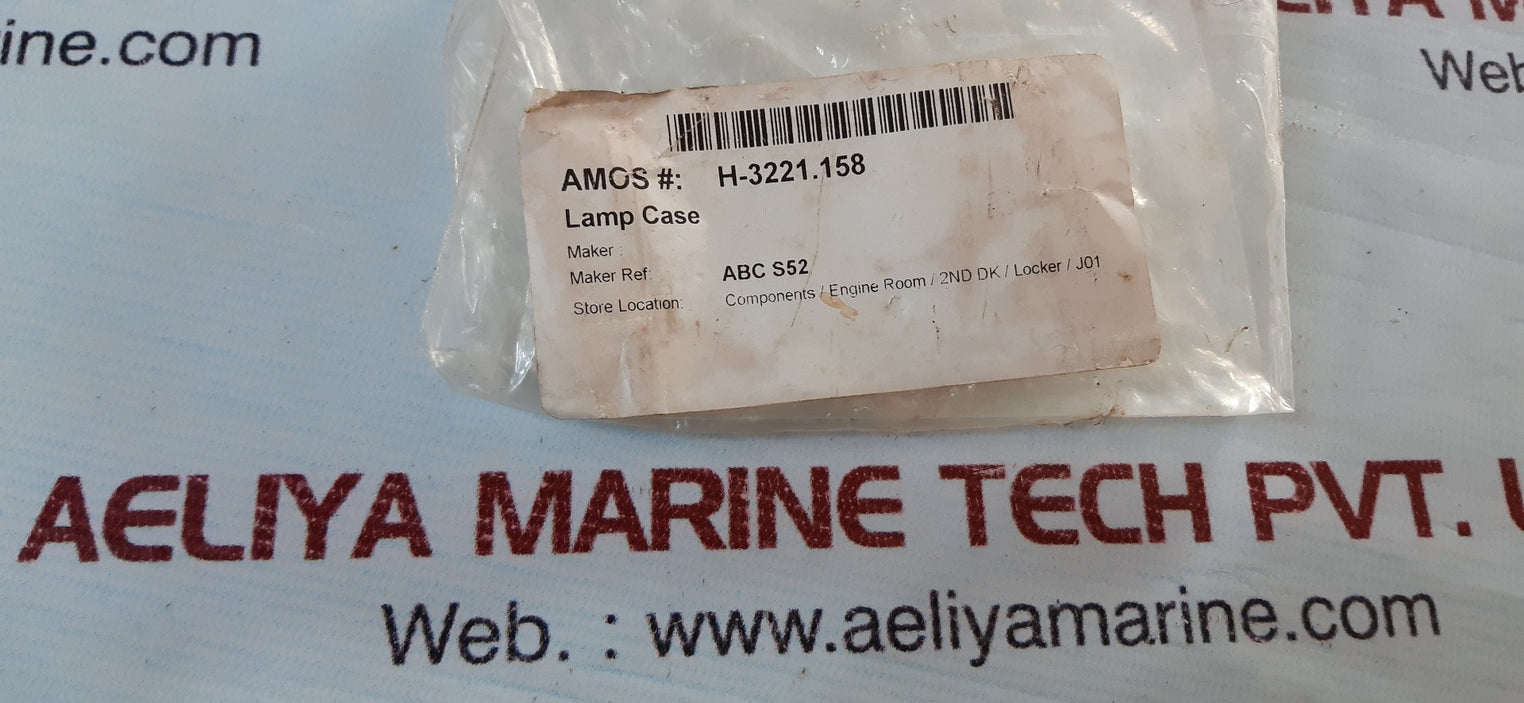 ine.com
Web
AMOS #: H-3221.158
Lamp Case
Maker :
Maker Ref: ABC S52
Store Location: Components / Engine Room / 2ND DK / Locker / J01
AELIYA MARINE TECH PVT.
Web. : www.aeliyamarine.com